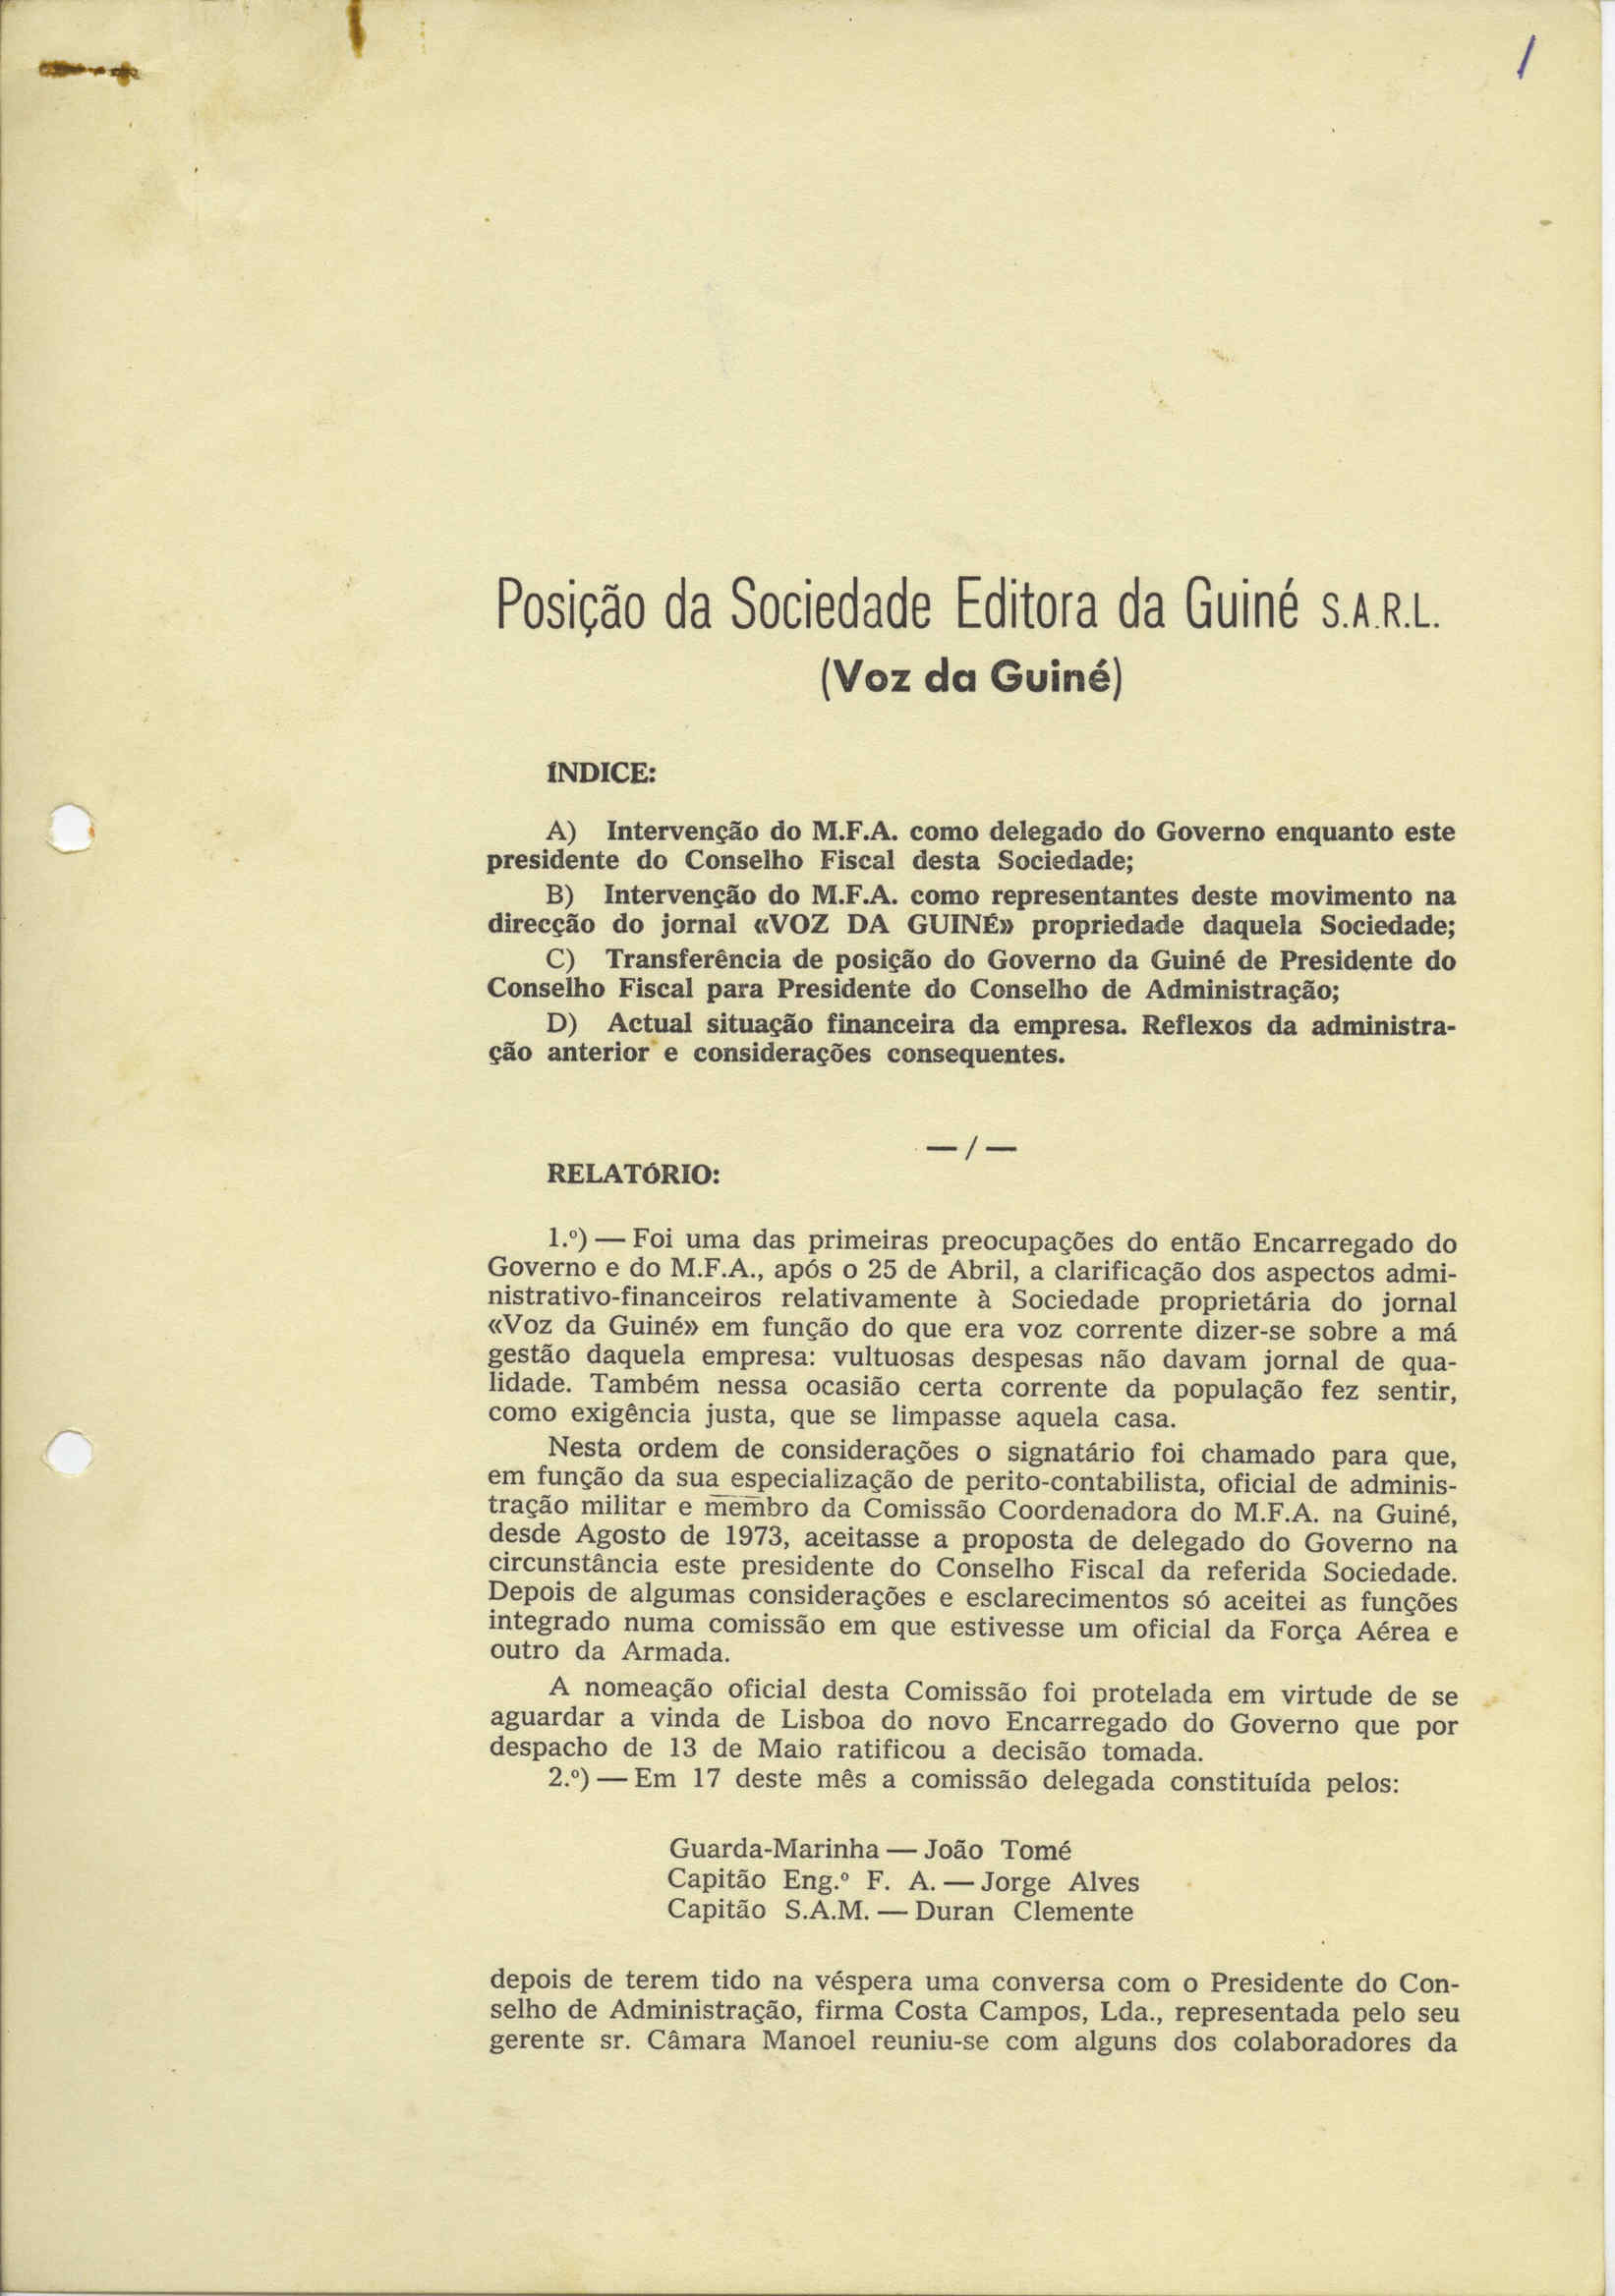 1
Posição da Sociedade Editora da Guiné S.A.R.L.
(Voz da Guiné)
ÍNDICE:
A) Intervenção do M.F.A. como delegado do Governo enquanto este
presidente do Conselho Fiscal desta Sociedade;
B) Intervenção do M.F.A. como representantes deste movimento na
direcção do jornal «VOZ DA GUINÉ» propriedade daquela Sociedade;
C) Transferência de posição do Governo da Guiné de Presidente do
Conselho Fiscal para Presidente do Conselho de Administração;
D) Actual situação financeira da empresa. Reflexos da administra-
ção anterior e considerações consequentes.
— / —
RELATÓRIO:
1.º) — Foi uma das primeiras preocupações do então Encarregado do
Governo e do M.F.A., após o 25 de Abril, a clarificação dos aspectos admi-
nistrativo-financeiros relativamente à Sociedade proprietária do jornal
«Voz da Guiné» em função do que era voz corrente dizer-se sobre a má
gestão daquela empresa: vultuosas despesas não davam jornal de qua-
lidade. Também nessa ocasião certa corrente da população fez sentir,
como exigência justa, que se limpasse aquela casa.
Nesta ordem de considerações o signatário foi chamado para que,
em função da sua especialização de perito-contabilista, oficial de adminis-
tração militar e membro da Comissão Coordenadora do M.F.A. na Guiné,
desde Agosto de 1973, aceitasse a proposta de delegado do Governo na
circunstância este presidente do Conselho Fiscal da referida Sociedade.
Depois de algumas considerações e esclarecimentos só aceitei as funções
integrado numa comissão em que estivesse um oficial da Força Aérea e
outro da Armada.
A nomeação oficial desta Comissão foi protelada em virtude de se
aguardar a vinda de Lisboa do novo Encarregado do Governo que por
despacho de 13 de Maio ratificou a decisão tomada.
2.º) — Em 17 deste mês a comissão delegada constituída pelos:
Guarda-Marinha — João Tomé
Capitão Eng.º F. A. — Jorge Alves
Capitão S.A.M. — Duran Clemente
depois de terem tido na véspera uma conversa com o Presidente do Con-
selho de Administração, firma Costa Campos, Lda., representada pelo seu
gerente sr. Câmara Manoel reuniu-se com alguns dos colaboradores da